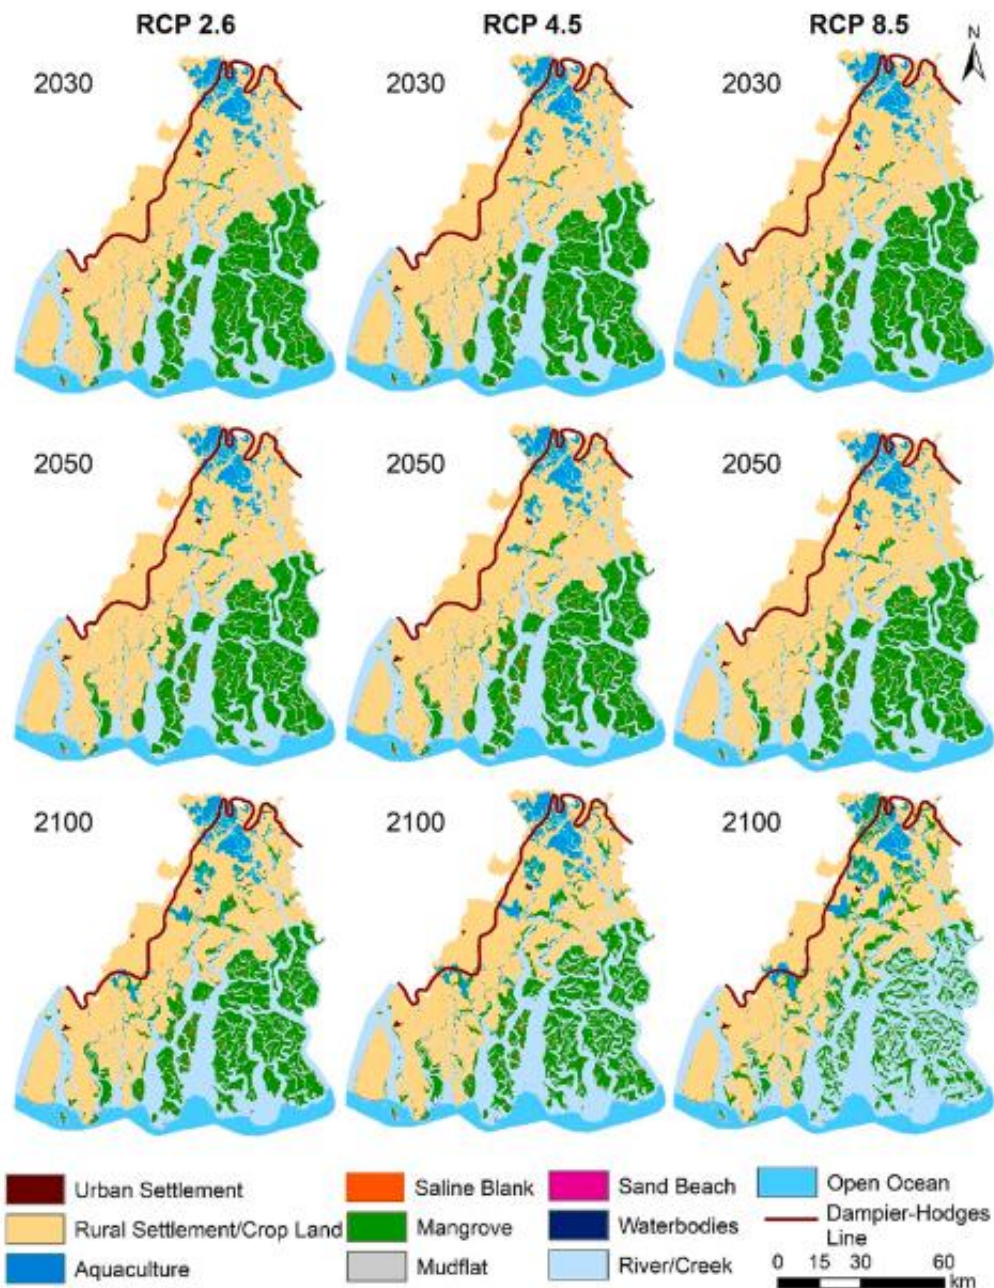 RCP 2.6 RCP 4.5 RCP 8.5
N
2030 2030 2030
2050 2050 2050
2100 2100 2100
Urban Settlement Saline Blank Sand Beach Open Ocean
Rural Settlement/Crop Land Mangrove Waterbodies Dampier-Hodges Line
Aquaculture Mudflat River/Creek
0 15 30 60
km